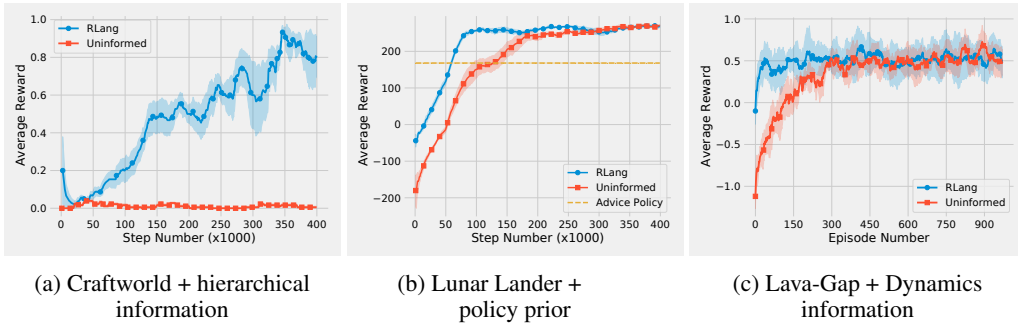 1.0
0.8
0.6
0.4
0.2
0.0
Average Reward
RLang
Uninformed
0 50 100 150 200 250 300 350 400
Step Number (x1000)
(a) Craftworld + hierarchical
information
200
100
0
−100
−200
Average Reward
RLang
Uninformed
Advice Policy
0 50 100 150 200 250 300 350 400
Step Number (x1000)
(b) Lunar Lander +
policy prior
1.0
0.5
0.0
−0.5
−1.0
Average Reward
RLang
Uninformed
0 150 300 450 600 750 900
Episode Number
(c) Lava-Gap + Dynamics
information